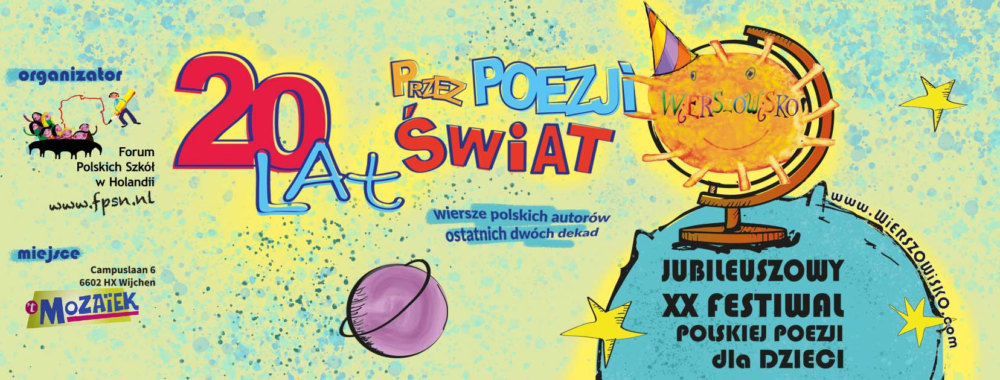 organizator
Forum
Polskich Szkół
w Holandii
www.fpsn.nl
miejsce
Campuslaan 6
6602 HX Wijchen
't MOZAÏEK
20
LAt
PRZEZ POEZJi
ŚWiAT
wiersze polskich autorów
ostatnich dwóch dekad
WiERSZOWiSKO
www.WiERSZOWiSKO.com
JUBILEUSZOWY
XX FESTIWAL
POLSKIEJ POEZJI
dla DZIECI